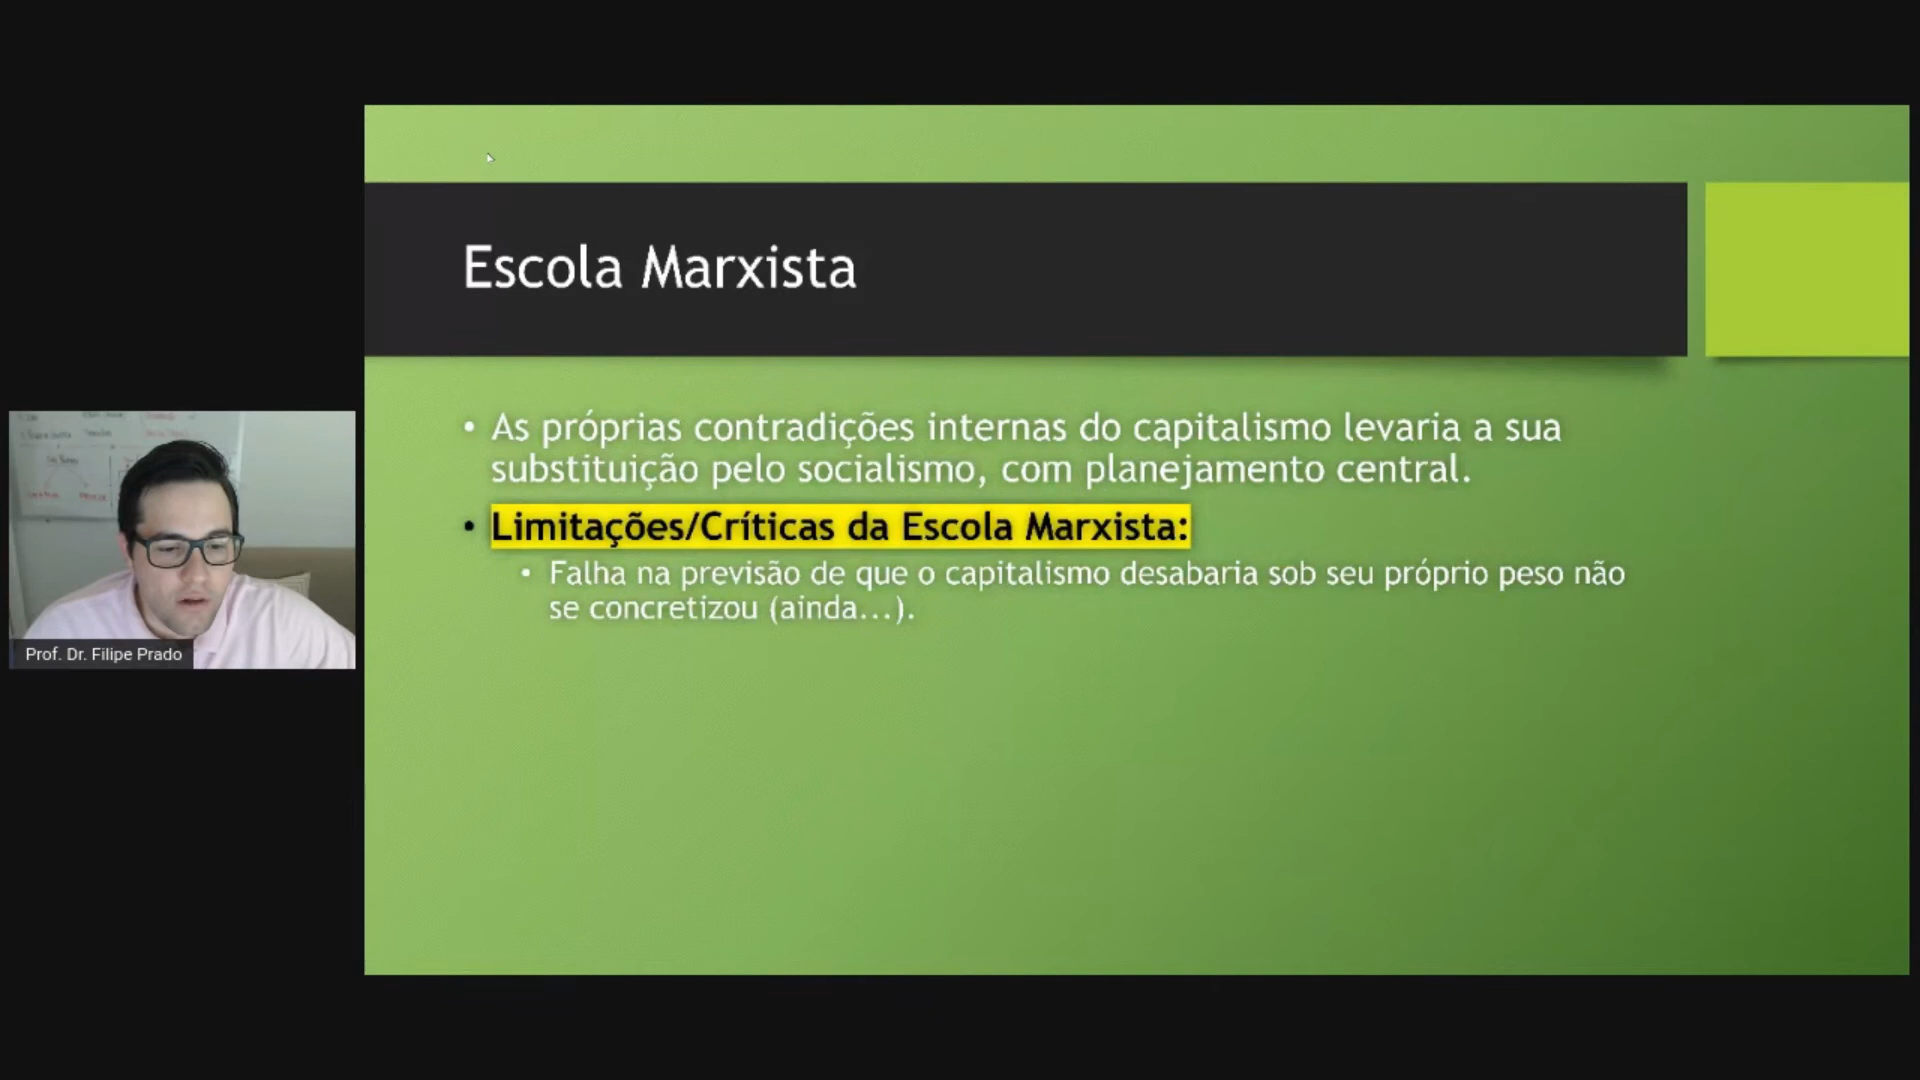 Escola Marxista
• As próprias contradições internas do capitalismo levaria a sua
substituição pelo socialismo, com planejamento central.
• Limitações/Críticas da Escola Marxista:
• Falha na previsão de que o capitalismo desabaria sob seu próprio peso não
se concretizou (ainda...).
Prof. Dr. Filipe Prado